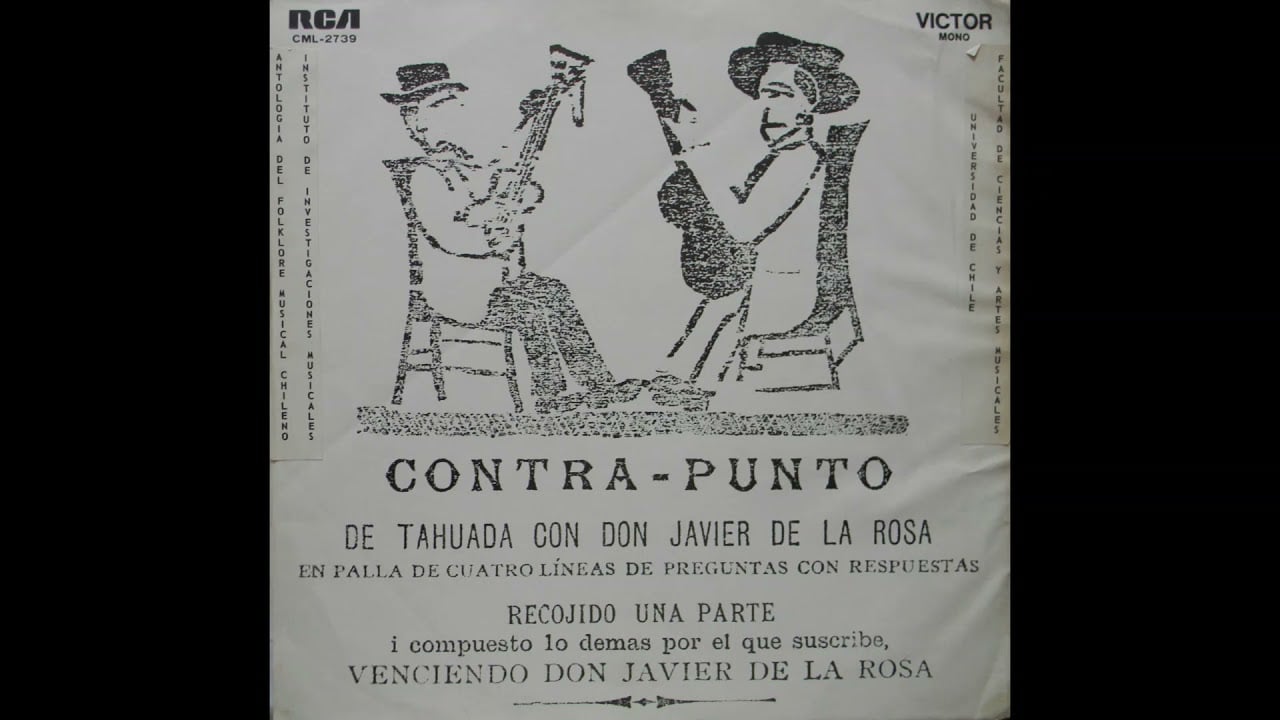 RCA
CML-2739
VICTOR
MONO
ANTOLOGIA DEL FOLKLORE MUSICAL CHILENO
INSTITUTO DE INVESTIGACIONES MUSICALES
UNIVERSIDAD DE CHILE
FACULTAD DE CIENCIAS Y ARTES MUSICALES
CONTRA-PUNTO
DE TAHUADA CON DON JAVIER DE LA ROSA
EN PALLA DE CUATRO LÍNEAS DE PREGUNTAS CON RESPUESTAS
RECOJIDO UNA PARTE
i compuesto lo demas por el que suscribe,
VENCIENDO DON JAVIER DE LA ROSA